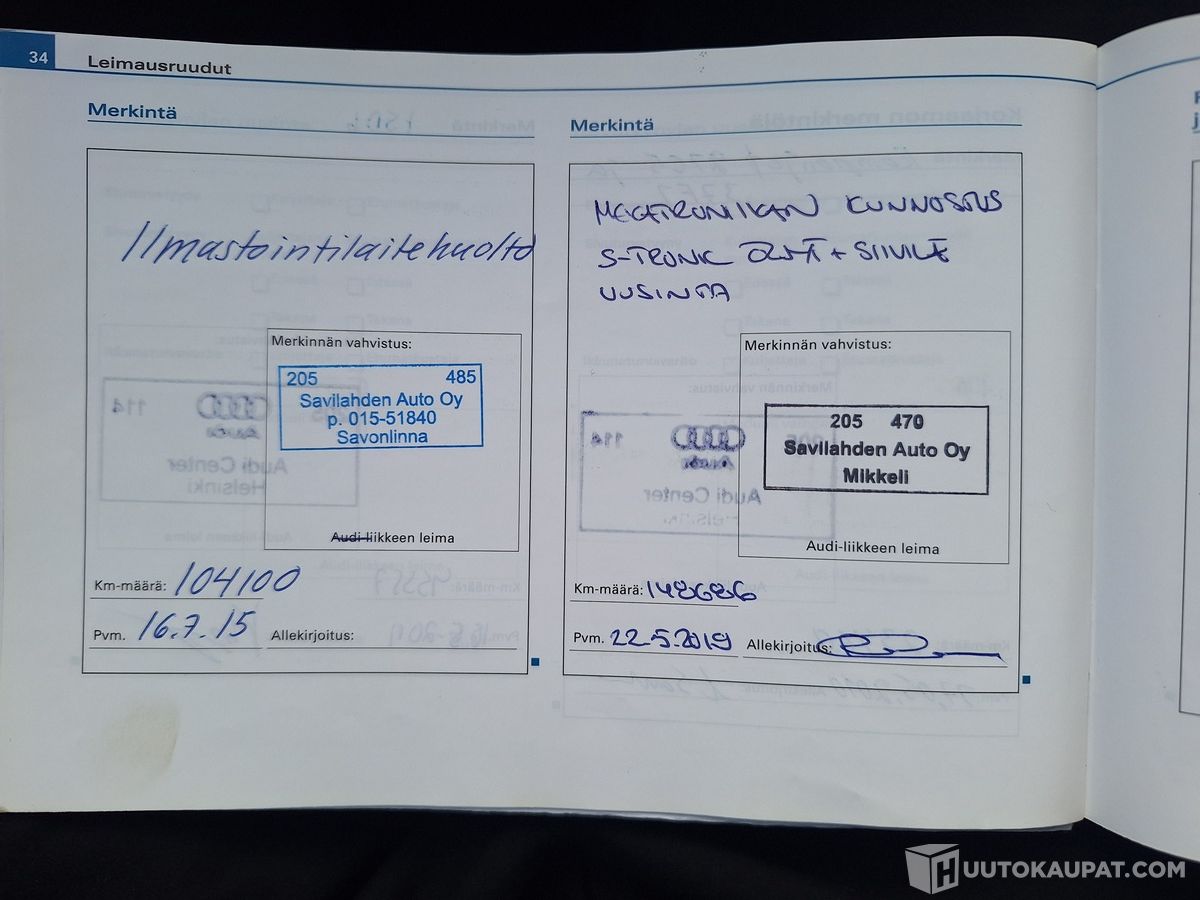 34
Leimausruudut
Merkintä
Ilmastointilaitehuolto
Merkinnän vahvistus:
205 485
Savilahden Auto Oy
p. 015-51840
Savonlinna
Audi-liikkeen leima
Km-määrä: 104100
Pvm. 16.7.15 Allekirjoitus:
Merkintä
KUNNOSTUS
S-TRONIC + SIIVILE
UUSINTA
Merkinnän vahvistus:
205 470
Savilahden Auto Oy
Mikkeli
Audi-liikkeen leima
Km-määrä: 148686
Pvm. 22.5.2019 Allekirjoitus:
HUUTOKAUPAT.COM